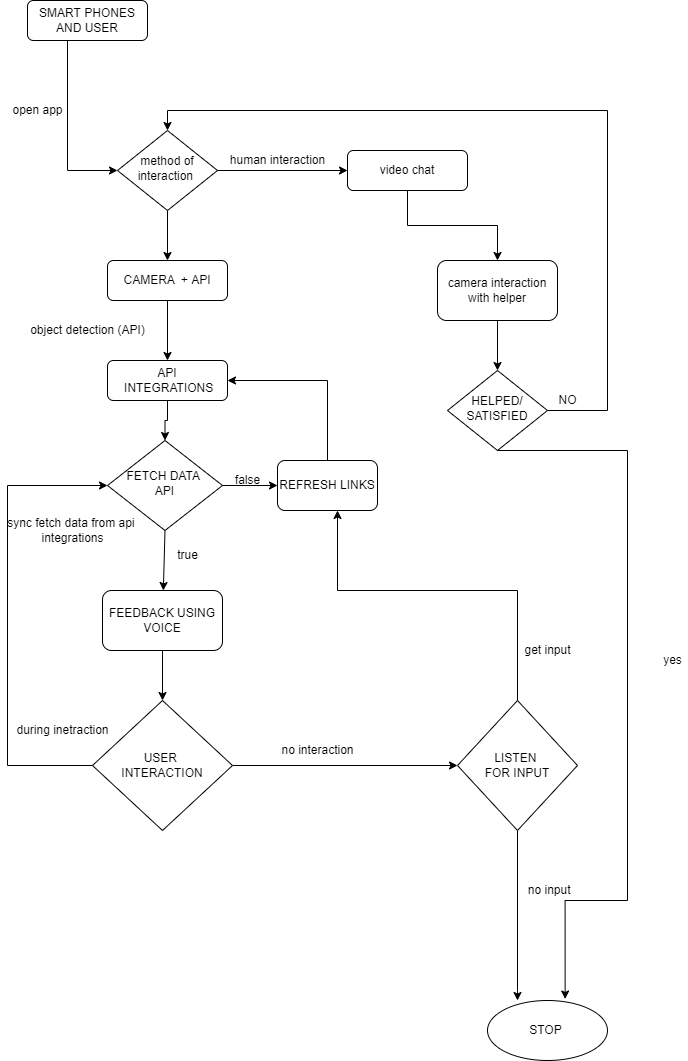 SMART PHONES
AND USER
open app
method of
interaction
human interaction
video chat
CAMERA + API
camera interaction
with helper
object detection (API)
API
INTEGRATIONS
HELPED/
SATISFIED
NO
FETCH DATA
API
false
REFRESH LINKS
sync fetch data from api
integrations
true
FEEDBACK USING
VOICE
get input
yes
during inetraction
USER
INTERACTION
no interaction
LISTEN
FOR INPUT
no input
STOP